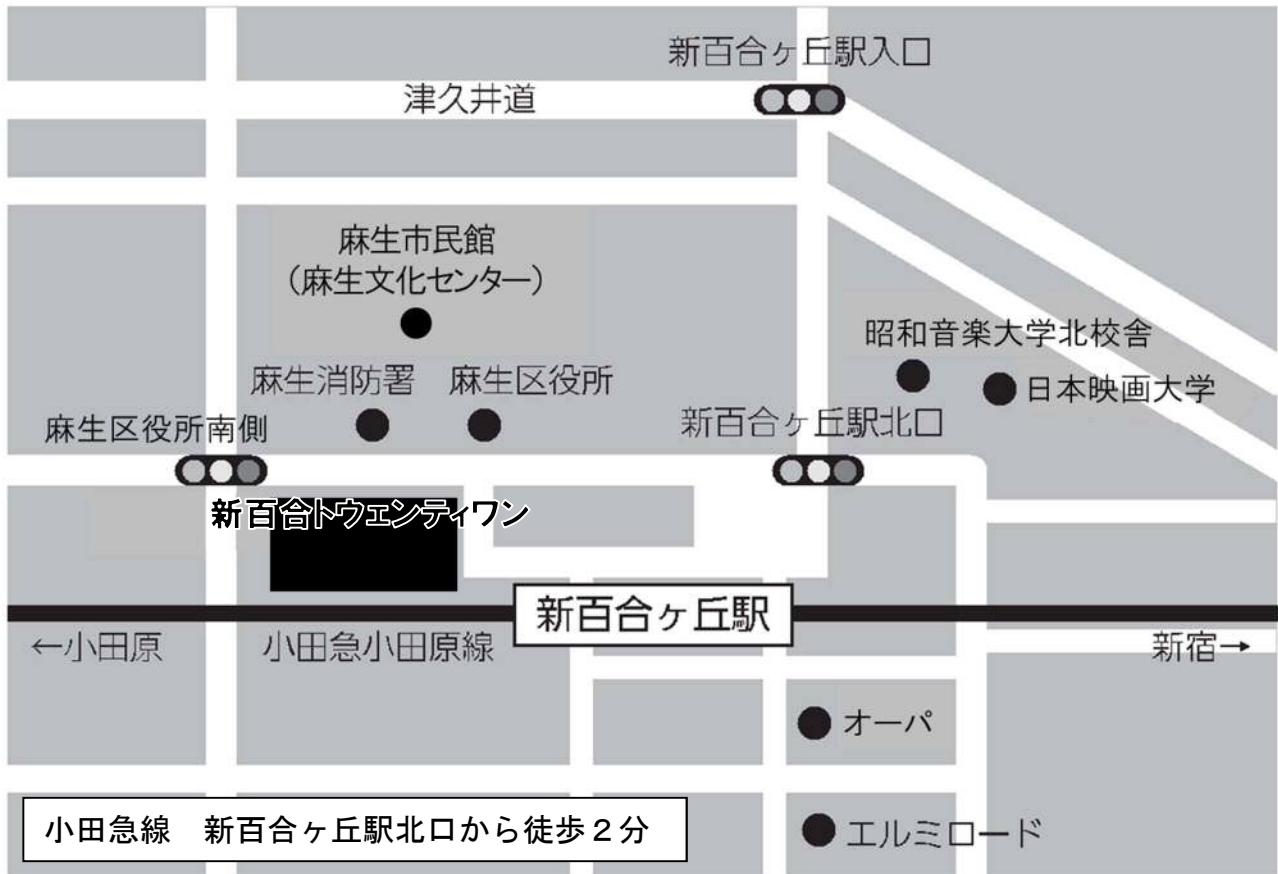 新百合ヶ丘駅入口
津久井道
麻生市民館
（麻生文化センター）
昭和音楽大学北校舎
麻生消防署
麻生区役所
日本映画大学
麻生区役所南側
新百合ヶ丘駅北口
新百合トウエンティワン
新百合ヶ丘駅
←小田原
小田急小田原線
新宿→
オーパ
小田急線　新百合ヶ丘駅北口から徒歩２分
エルミロード